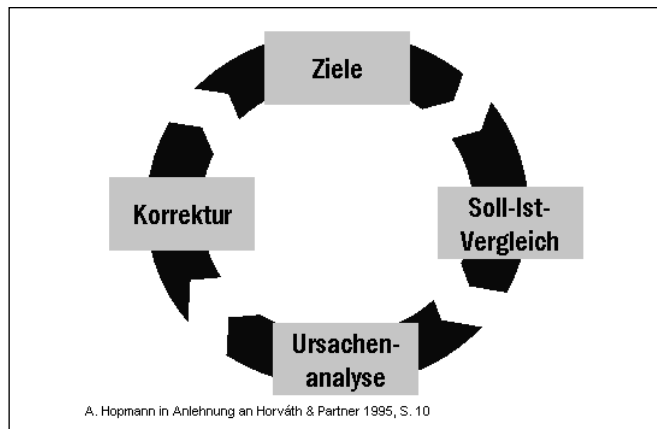 Ziele
Soll-Ist-
Vergleich
Ursachen-
analyse
Korrektur
A. Hopmann in Anlehnung an Horváth & Partner 1995, S. 10